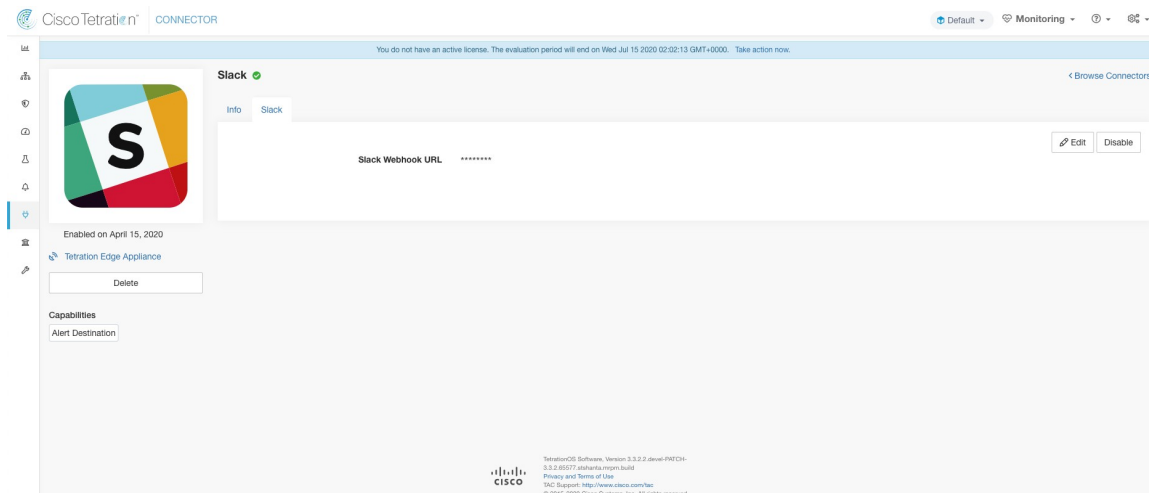 Cisco Tetration™ CONNECTOR
Default
Monitoring
You do not have an active license. The evaluation period will end on Wed Jul 15 2020 02:02:13 GMT+0000. Take action now.
S
Enabled on April 15, 2020
Tetration Edge Appliance
Delete
Capabilities
Alert Destination
Slack
< Browse Connectors
Info Slack
Edit Disable
Slack Webhook URL ********
CISCO
TetrationOS Software, Version 3.3.2.2.devel-PATCH-
3.3.2.65577.alshanta.mrpm.build
Privacy and Terms of Use
TAC Support: http://www.cisco.com/tac